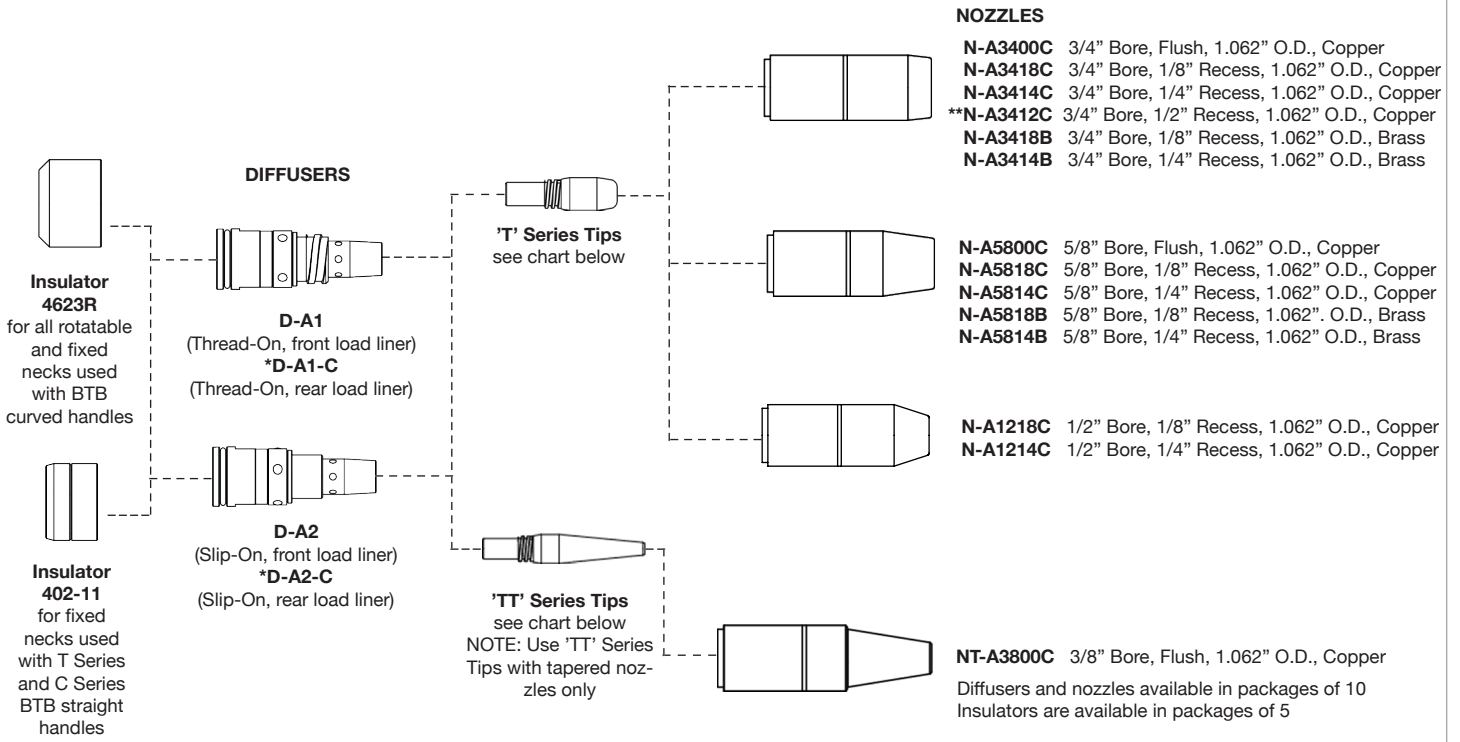 NOZZLES
N-A3400C 3/4” Bore, Flush, 1.062” O.D., Copper
N-A3418C 3/4” Bore, 1/8” Recess, 1.062” O.D., Copper
N-A3414C 3/4” Bore, 1/4” Recess, 1.062” O.D., Copper
**N-A3412C 3/4” Bore, 1/2” Recess, 1.062” O.D., Copper
N-A3418B 3/4” Bore, 1/8” Recess, 1.062” O.D., Brass
N-A3414B 3/4” Bore, 1/4” Recess, 1.062” O.D., Brass
DIFFUSERS
Insulator
4623R
for all rotatable
and fixed
necks used
with BTB
curved handles
D-A1
(Thread-On, front load liner)
*D-A1-C
(Thread-On, rear load liner)
’T’ Series Tips
see chart below
N-A5800C 5/8” Bore, Flush, 1.062” O.D., Copper
N-A5818C 5/8” Bore, 1/8” Recess, 1.062” O.D., Copper
N-A5814C 5/8” Bore, 1/4” Recess, 1.062” O.D., Copper
N-A5818B 5/8” Bore, 1/8” Recess, 1.062”. O.D., Brass
N-A5814B 5/8” Bore, 1/4” Recess, 1.062” O.D., Brass
N-A1218C 1/2” Bore, 1/8” Recess, 1.062” O.D., Copper
N-A1214C 1/2” Bore, 1/4” Recess, 1.062” O.D., Copper
Insulator
402-11
for fixed
necks used
with T Series
and C Series
BTB straight
handles
D-A2
(Slip-On, front load liner)
*D-A2-C
(Slip-On, rear load liner)
’TT’ Series Tips
see chart below
NOTE: Use ’TT’ Series
Tips with tapered noz-
zles only
NT-A3800C 3/8” Bore, Flush, 1.062” O.D., Copper
Diffusers and nozzles available in packages of 10
Insulators are available in packages of 5